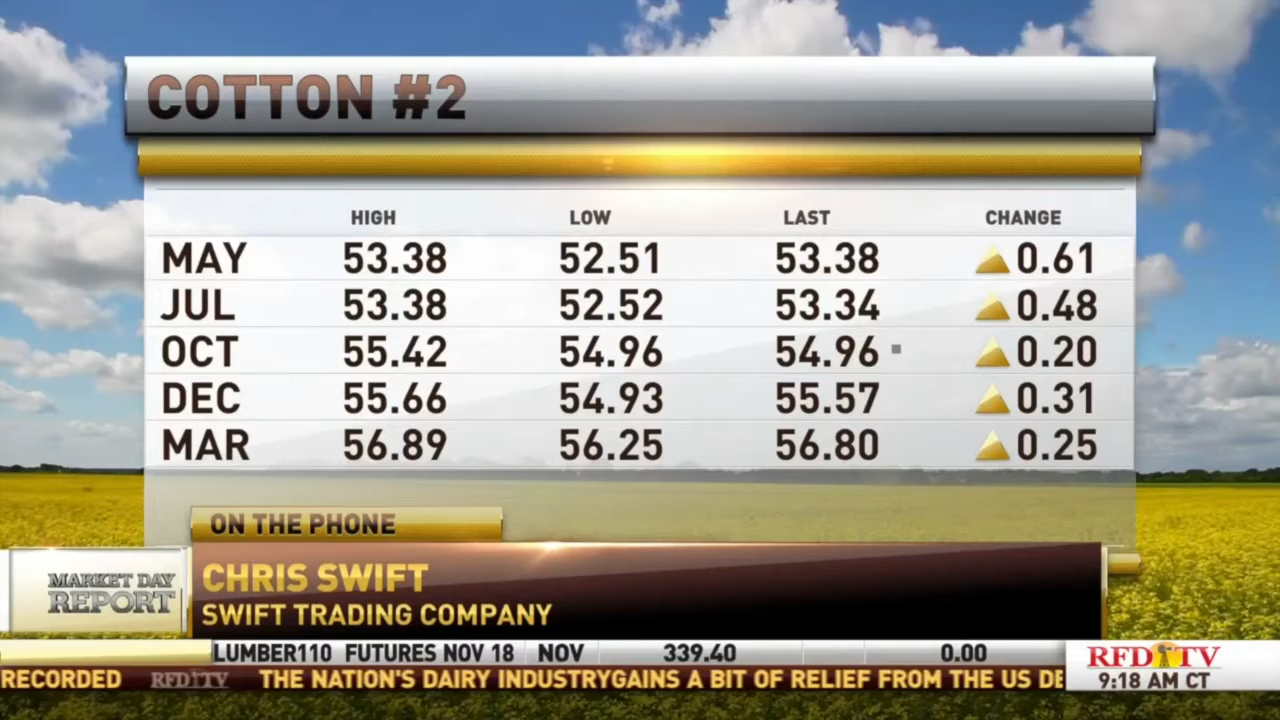 COTTON #2
HIGH LOW LAST CHANGE
MAY 53.38 52.51 53.38 0.61
JUL 53.38 52.52 53.34 0.48
OCT 55.42 54.96 54.96 0.20
DEC 55.66 54.93 55.57 0.31
MAR 56.89 56.25 56.80 0.25
ON THE PHONE
CHRIS SWIFT
SWIFT TRADING COMPANY
MARKET DAY
REPORT
LUMBER110 FUTURES NOV 18 NOV 339.40 0.00
RECORDED RFD TV THE NATION'S DAIRY INDUSTRYGAINS A BIT OF RELIEF FROM THE US DE
RFD TV
9:18 AM CT